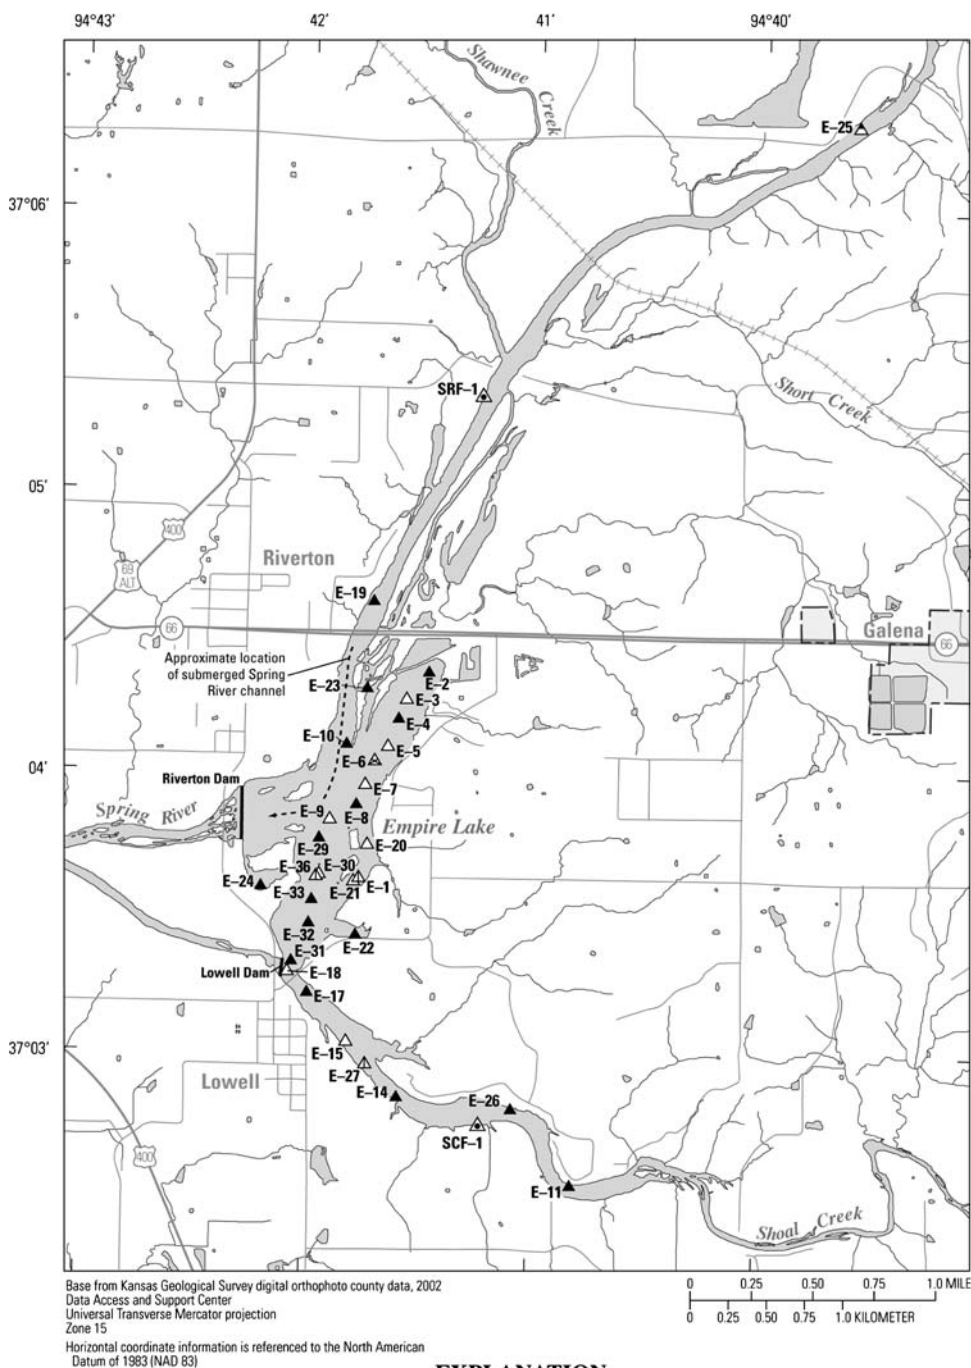 94°43' 42' 41' 94°40'
Shawnee
Creek
E–25
37°06'
SRF–1
Short Creek
05'
400
Riverton
69
ALT
E–19
66
Galena
66
Approximate location
of submerged Spring
River channel
E–23
E–2
E–3
E–4
E–10
E–5
E–6
04'
Riverton Dam
E–7
Spring River
E–9
E–8
Empire Lake
E–29
E–20
E–36
E–30
E–24
E–33
E–21
E–1
E–32
E–22
E–31
Lowell Dam
E–18
E–17
37°03'
E–15
Lowell
E–27
E–14
E–26
SCF–1
400
E–11
Shoal Creek
Base from Kansas Geological Survey digital orthophoto county data, 2002
Data Access and Support Center
Universal Transverse Mercator projection
Zone 15
Horizontal coordinate information is referenced to the North American
Datum of 1983 (NAD 83)
0 0.25 0.50 0.75 1.0 MILE
0 0.25 0.50 0.75 1.0 KILOMETER
EXPLANATION